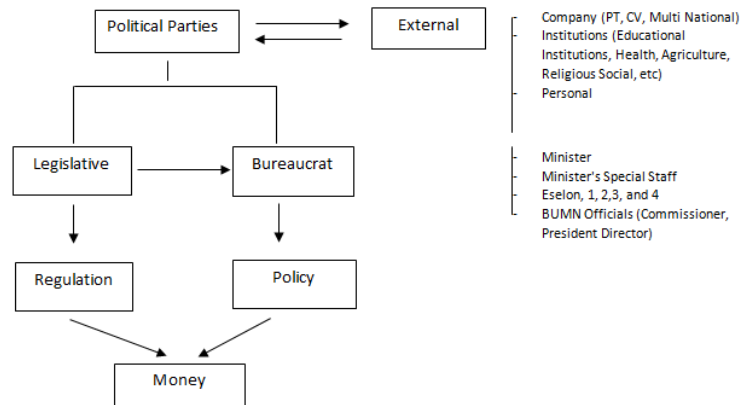 Political Parties
External
Company (PT, CV, Multi National)
Institutions (Educational
Institutions, Health, Agriculture,
Religious Social, etc)
Personal
Legislative
Bureaucrat
Minister
Minister's Special Staff
Eselon, 1, 2,3, and 4
BUMN Officials (Commissioner,
President Director)
Regulation
Policy
Money